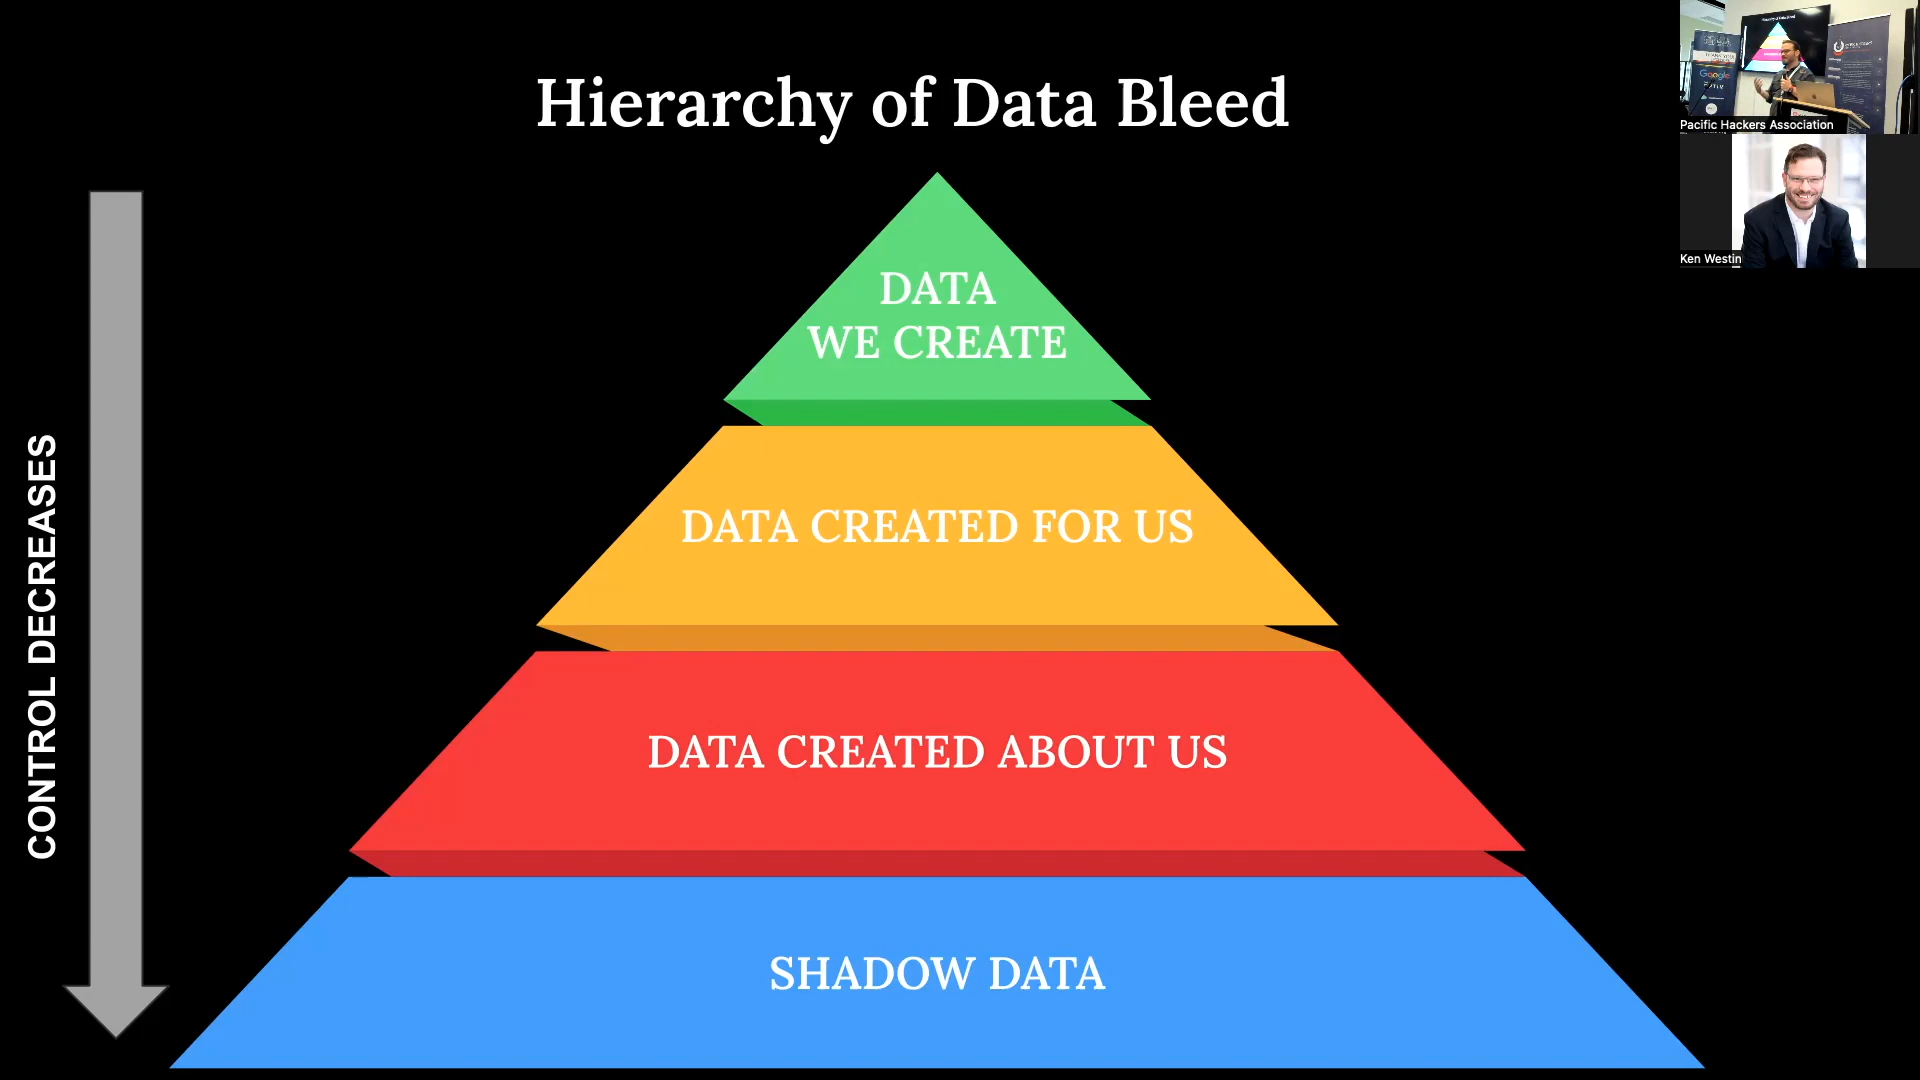 Hierarchy of Data Bleed
DATA
WE CREATE
DATA CREATED FOR US
DATA CREATED ABOUT US
SHADOW DATA
CONTROL DECREASES
Google
Pacific Hackers Association
Ken Westin